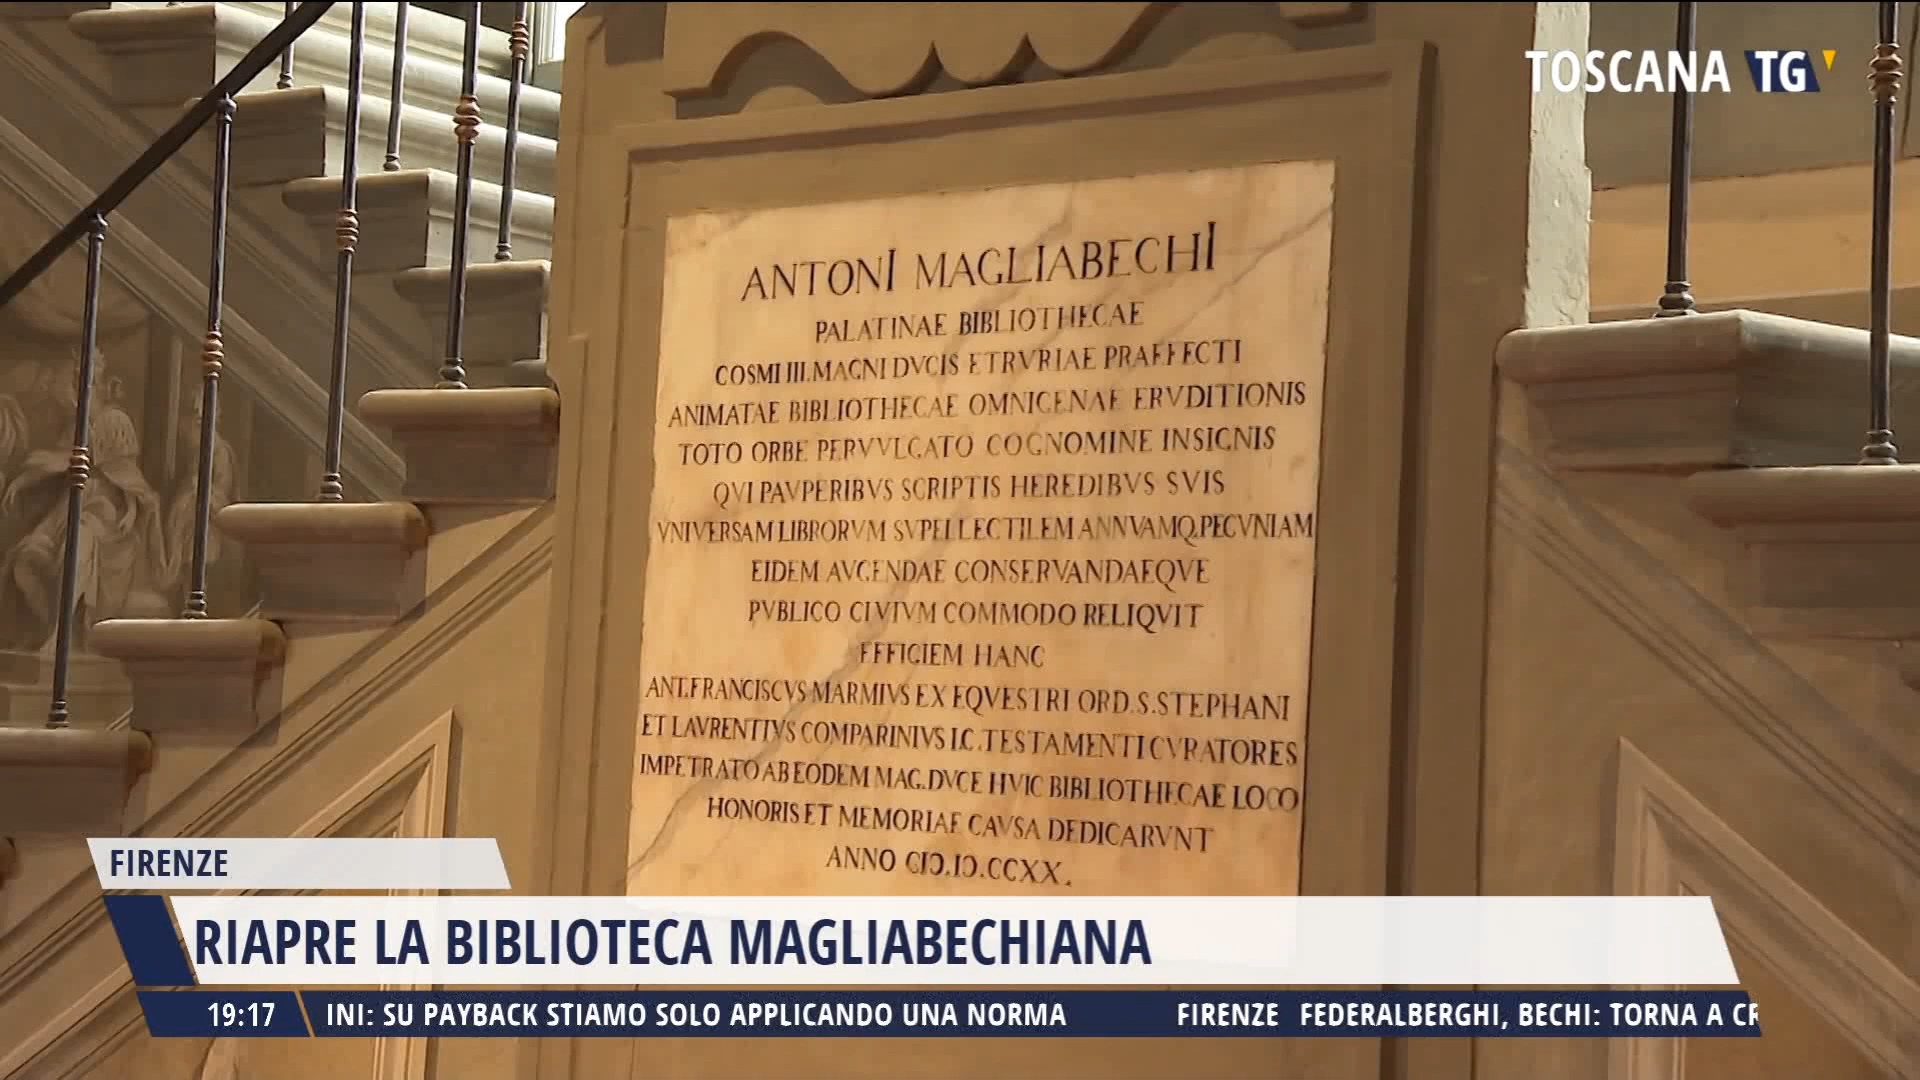 TOSCANA TG
ANTONI MAGLIABECHI
PALATINAE BIBLIOTHECAE
COSMI III. MAGNI DVCIS ETRVRIAE PRAEFECTI
ANIMATAE BIBLIOTHECAE OMNIGENAE ERVDITIONIS
TOTO ORBE PERVVLGATO COGNOMINE INSIGNIS
QVI PAVPERIBVS SCRIPTIS HEREDIBVS SVIS
VNIVERSAM LIBRORVM SVPELLECTILEM ANNVAMQ. PECVNIAM
EIDEM AVGENDAE CONSERVANDAEQVE
PVBLICO CIVIVM COMMODO RELIQVIT
EFFIGIEM HANC
ANT. FRANCISCVS MARMIVS EX EQVESTRI ORD. S. STEPHANI
ET LAVRENTIVS COMPARINIVS I.C. TESTAMENTI CVRATORES
IMPETRATO AB EODEM MAG. DVCE HVIC BIBLIOTHECAE LOCO
HONORIS ET MEMORIAE CAVSA DEDICARVNT
ANNO CIↃ.IↃ.CCXX.
FIRENZE
RIAPRE LA BIBLIOTECA MAGLIABECHIANA
19:17 INI: SU PAYBACK STIAMO SOLO APPLICANDO UNA NORMA FIRENZE FEDERALBERGHI, BECHI: TORNA A CR